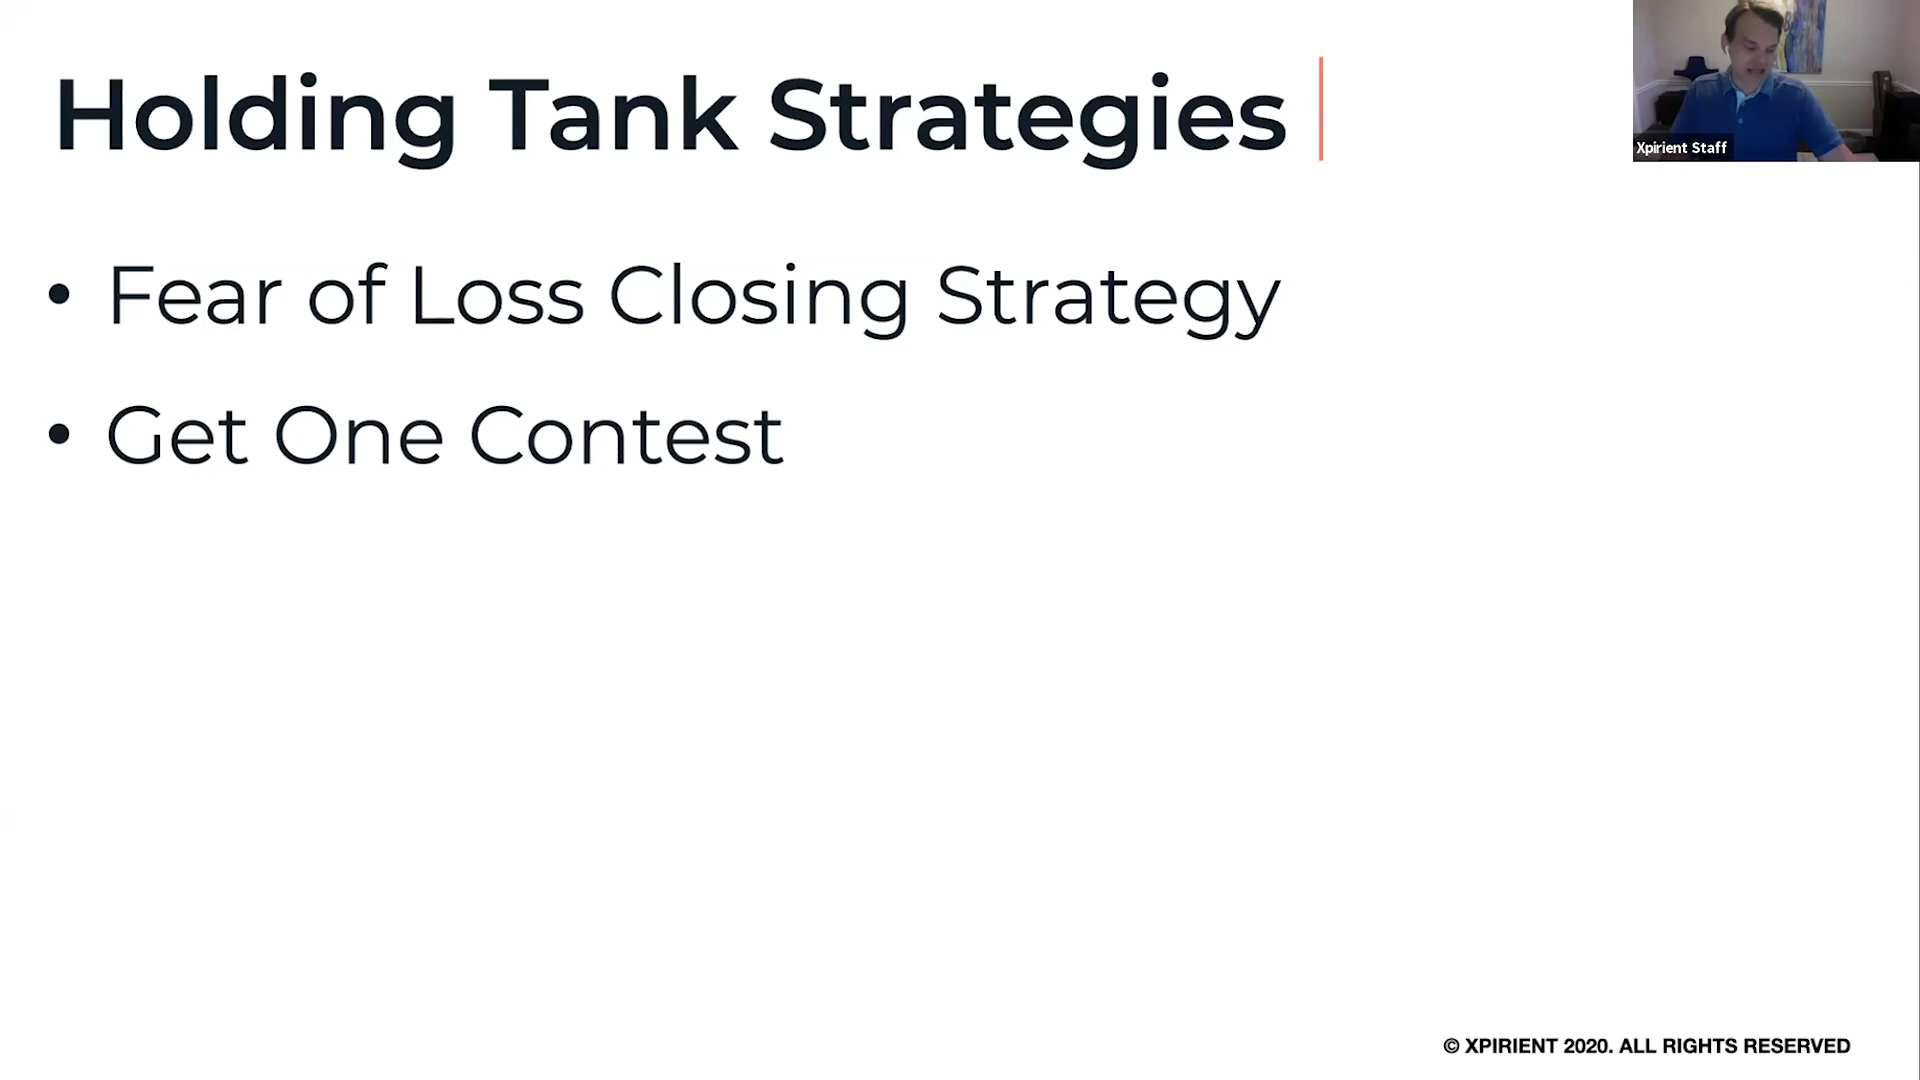 Holding Tank Strategies
Xpirient Staff
• Fear of Loss Closing Strategy
• Get One Contest
© XPIRIENT 2020. ALL RIGHTS RESERVED